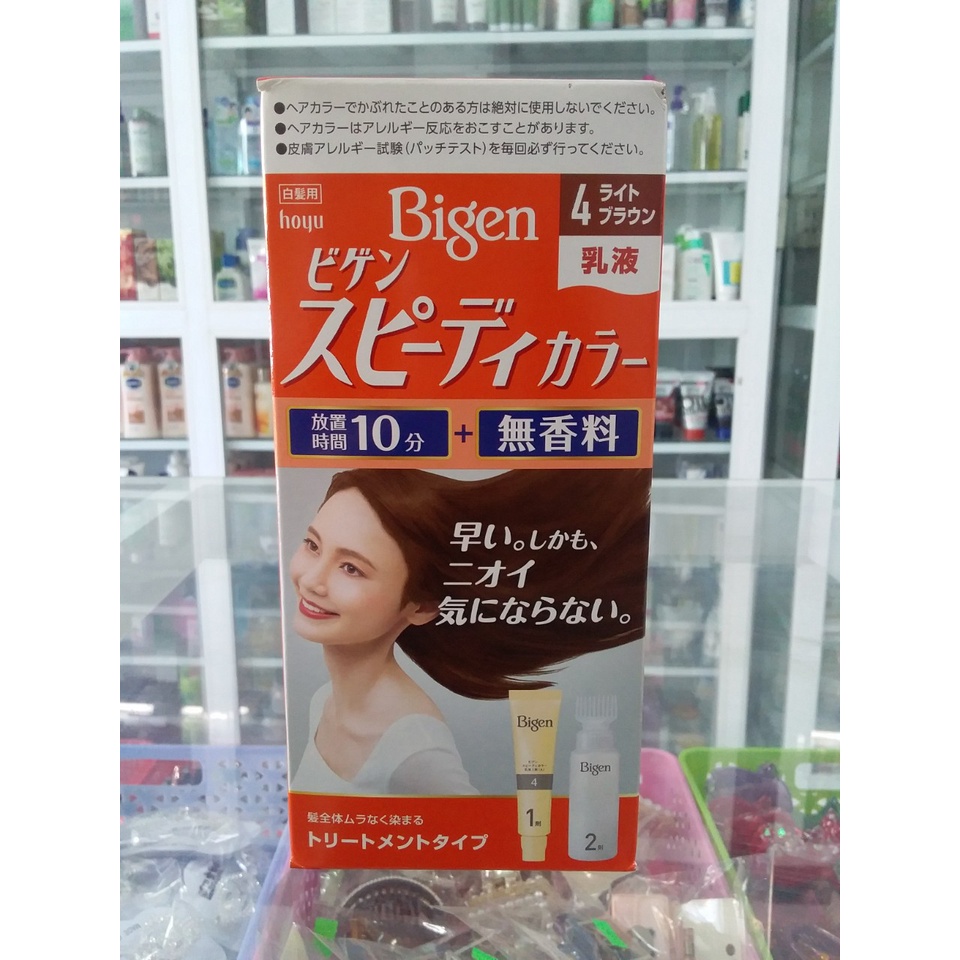 ●ヘアカラーでかぶれたことのある方は絶対に使用しないでください。
●ヘアカラーはアレルギー反応をおこすことがあります。
●皮膚アレルギー試験(パッチテスト)を毎回必ず行ってください。
白髪用
hoyu
Bigen
4 ライト
ブラウン
乳液
ビゲン
スピーディカラー
放置
時間 10分 + 無香料
早い。しかも、
ニオイ
気にならない。
Bigen
4
1剤
Bigen
2剤
髪全体ムラなく染まる
トリートメントタイプ